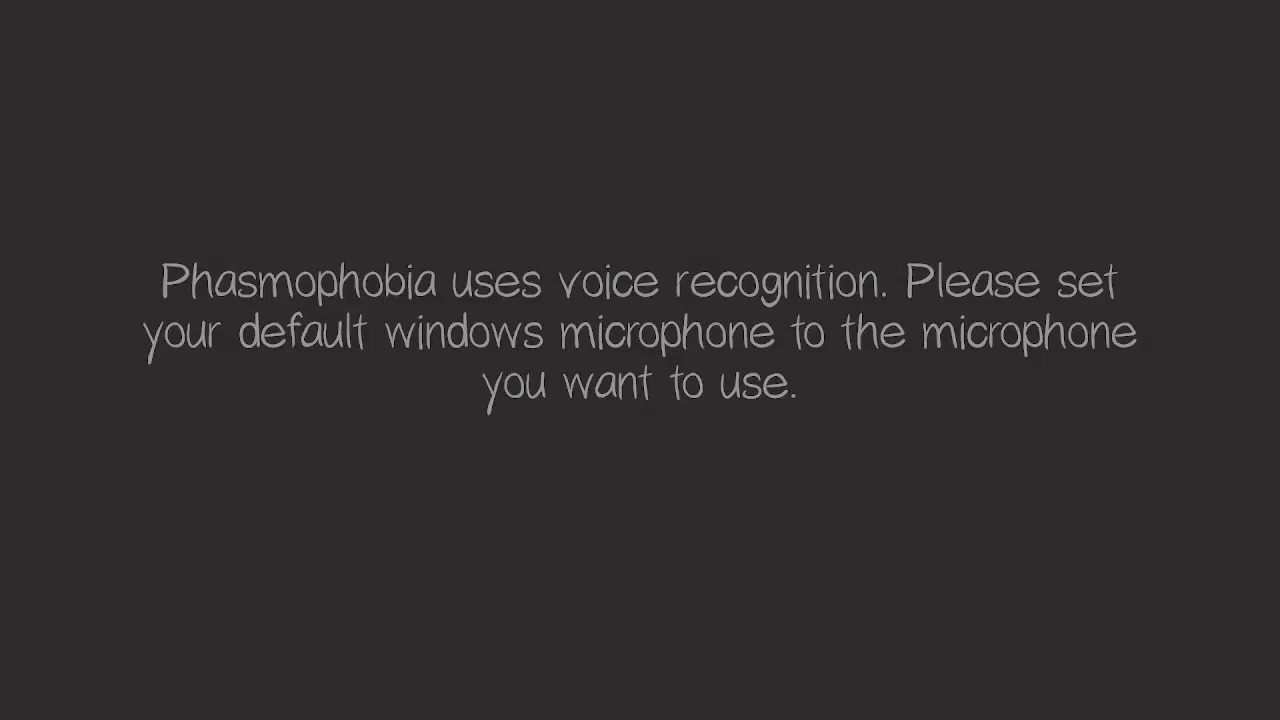 Phasmophobia uses voice recognition. Please set
your default windows microphone to the microphone
you want to use.